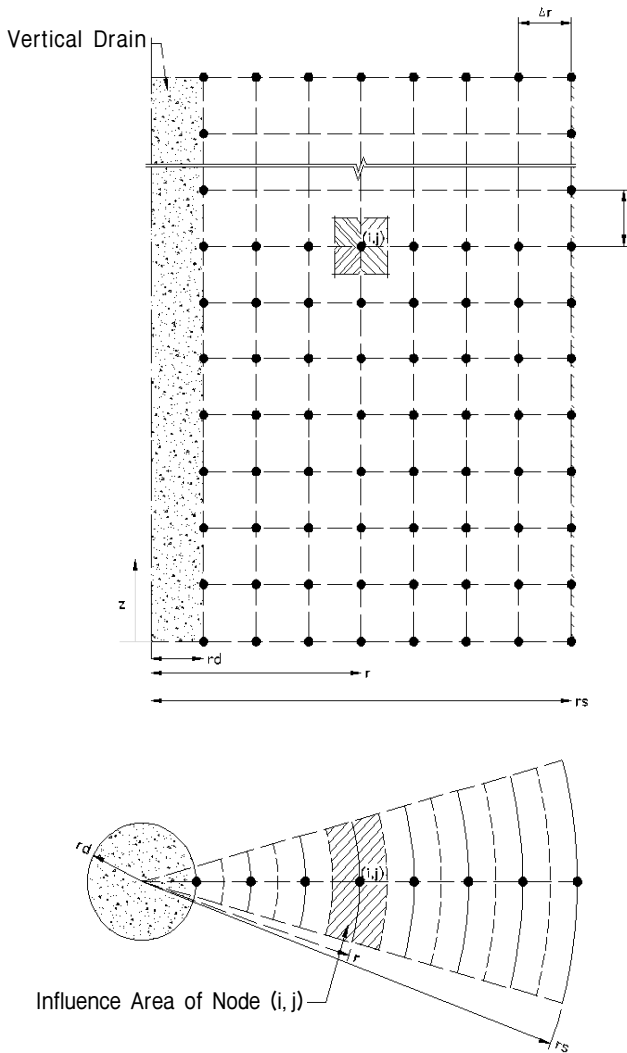 Δr
Vertical Drain
(i,j)
z
rd
r
rs
rd
(i,j)
r
Influence Area of Node (i, j)
rs